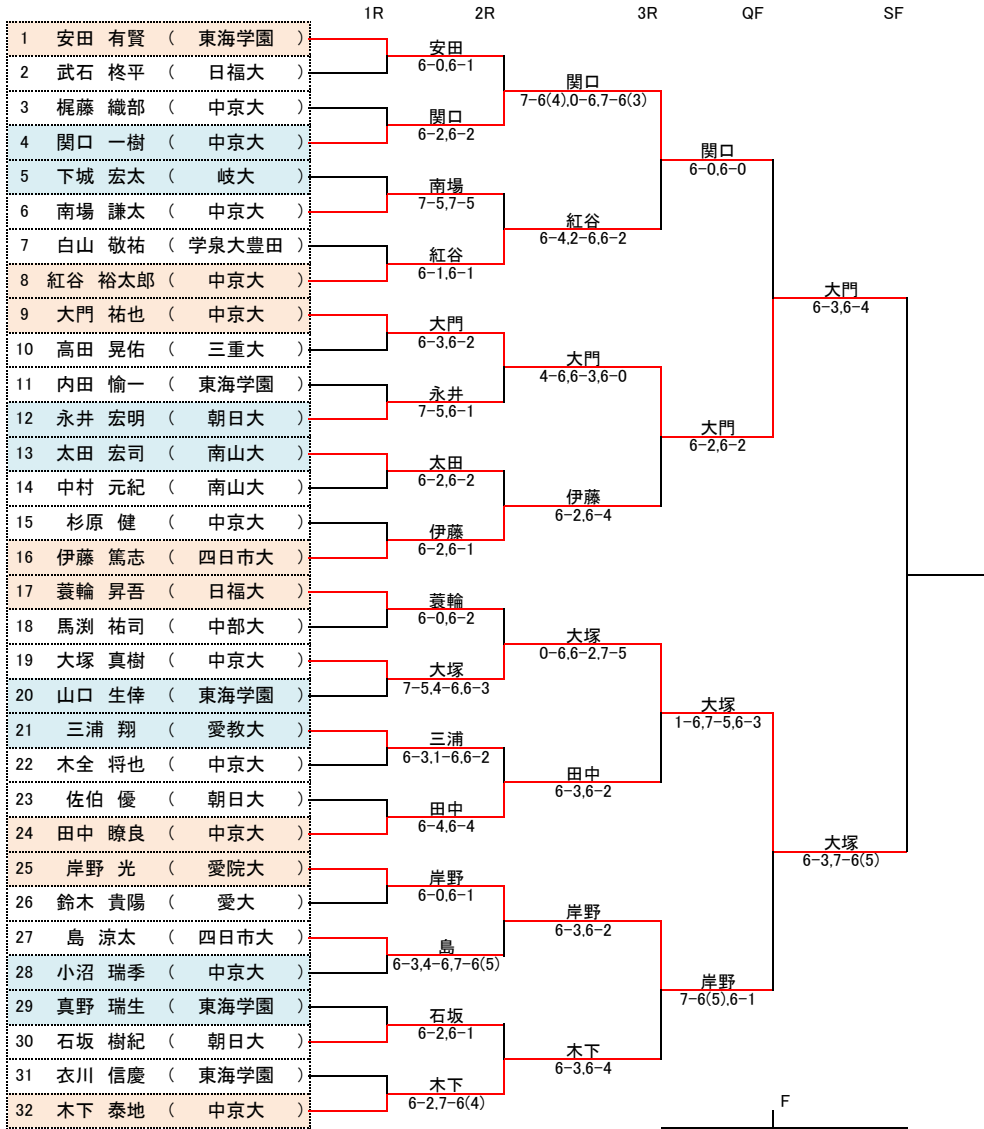 1R 2R 3R QF SF
1 安田 有賢 ( 東海学園 )
2 武石 柊平 ( 日福大 )
3 梶藤 織部 ( 中京大 )
4 関口 一樹 ( 中京大 )
5 下城 宏太 ( 岐大 )
6 南場 謙太 ( 中京大 )
7 白山 敬祐 ( 学泉大豊田 )
8 紅谷 裕太郎 ( 中京大 )
9 大門 祐也 ( 中京大 )
10 高田 晃佑 ( 三重大 )
11 内田 愉一 ( 東海学園 )
12 永井 宏明 ( 朝日大 )
13 太田 宏司 ( 南山大 )
14 中村 元紀 ( 南山大 )
15 杉原 健 ( 中京大 )
16 伊藤 篤志 ( 四日市大 )
17 蓑輪 昇吾 ( 日福大 )
18 馬渕 祐司 ( 中部大 )
19 大塚 真樹 ( 中京大 )
20 山口 生倖 ( 東海学園 )
21 三浦 翔 ( 愛教大 )
22 木全 将也 ( 中京大 )
23 佐伯 優 ( 朝日大 )
24 田中 瞭良 ( 中京大 )
25 岸野 光 ( 愛院大 )
26 鈴木 貴陽 ( 愛大 )
27 島 涼太 ( 四日市大 )
28 小沼 瑞季 ( 中京大 )
29 真野 瑞生 ( 東海学園 )
30 石坂 樹紀 ( 朝日大 )
31 衣川 信慶 ( 東海学園 )
32 木下 泰地 ( 中京大 )
安田
6-0,6-1
関口
6-2,6-2
南場
7-5,7-5
紅谷
6-1,6-1
大門
6-3,6-2
永井
7-5,6-1
太田
6-2,6-2
伊藤
6-2,6-1
蓑輪
6-0,6-2
大塚
7-5,4-6,6-3
三浦
6-3,1-6,6-2
田中
6-4,6-4
岸野
6-0,6-1
島
6-3,4-6,7-6(5)
石坂
6-2,6-1
木下
6-2,7-6(4)
関口
7-6(4),0-6,7-6(3)
紅谷
6-4,2-6,6-2
大門
4-6,6-3,6-0
伊藤
6-2,6-4
大塚
0-6,6-2,7-5
田中
6-3,6-2
岸野
6-3,6-2
木下
6-3,6-4
関口
6-0,6-0
大門
6-2,6-2
大塚
1-6,7-5,6-3
岸野
7-6(5),6-1
大門
6-3,6-4
大塚
6-3,7-6(5)
F